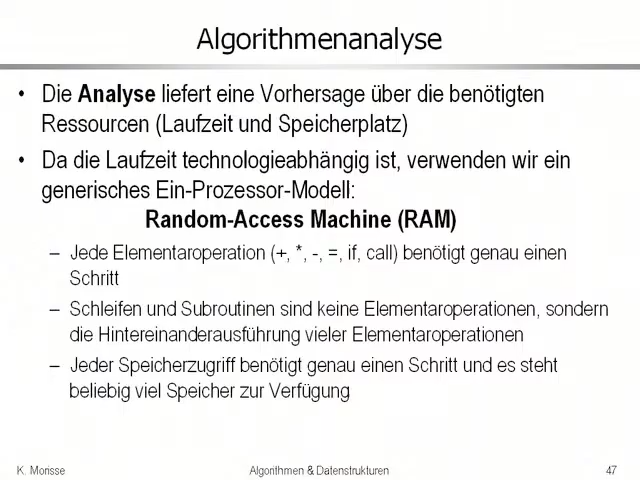 Algorithmenanalyse
• Die Analyse liefert eine Vorhersage über die benötigten
Ressourcen (Laufzeit und Speicherplatz)
• Da die Laufzeit technologieabhängig ist, verwenden wir ein
generisches Ein-Prozessor-Modell:
Random-Access Machine (RAM)
– Jede Elementaroperation (+, *, -, =, if, call) benötigt genau einen
Schritt
– Schleifen und Subroutinen sind keine Elementaroperationen, sondern
die Hintereinanderausführung vieler Elementaroperationen
– Jeder Speicherzugriff benötigt genau einen Schritt und es steht
beliebig viel Speicher zur Verfügung
K. Morisse
Algorithmen & Datenstrukturen
47